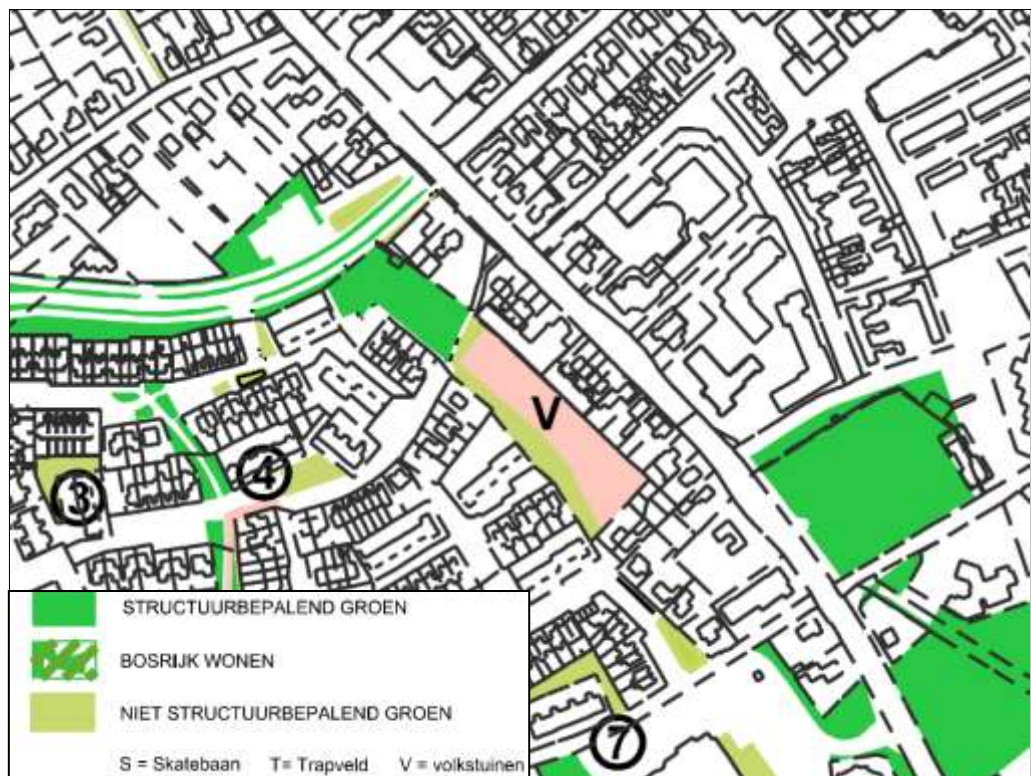 V
4
3
7
STRUCTUURBEPALEND GROEN
BOSRIJK WONEN
NIET STRUCTUURBEPALEND GROEN
S = Skatebaan T= Trapveld V = volkstuinen